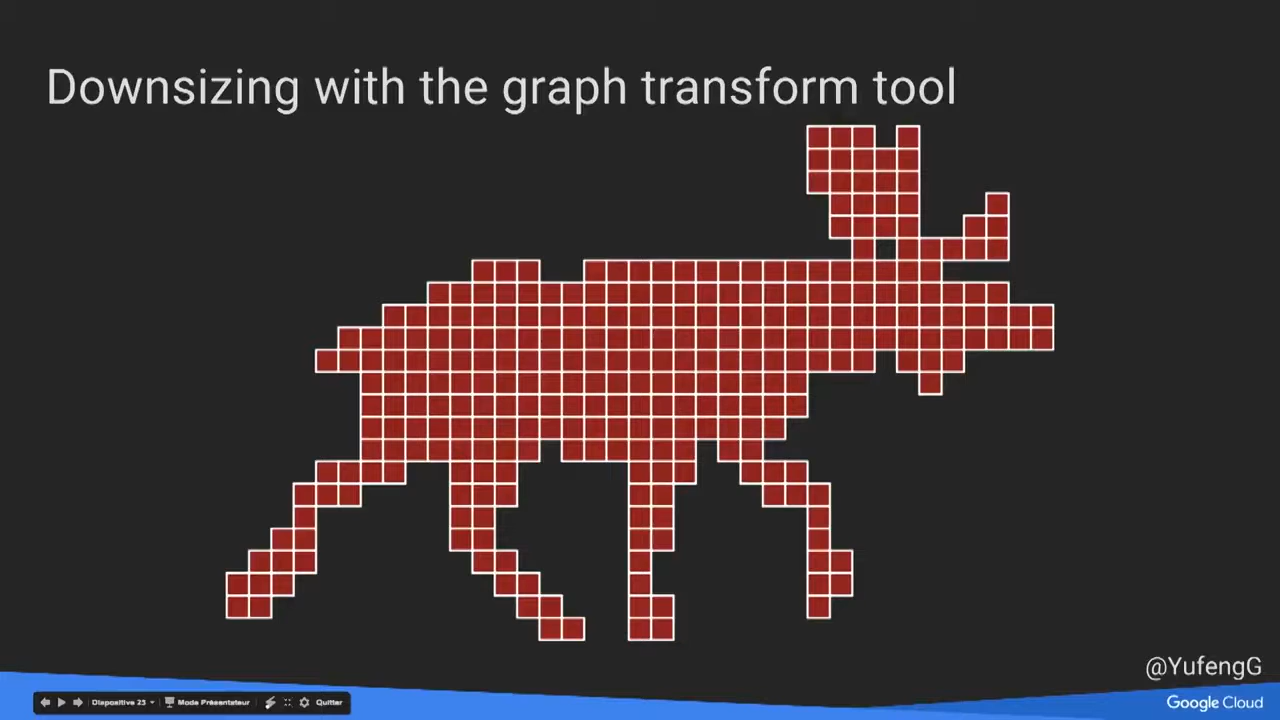 Downsizing with the graph transform tool
@YufengG
Diapositive 23
Mode Présentateur
Quitter
Google Cloud